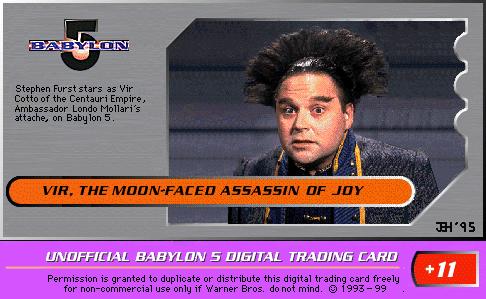 BABYLON 5
Stephen Furst stars as Vir
Cotto of the Centauri Empire,
Ambassador Londo Mollari's
attache, on Babylon 5.
VIR, THE MOON-FACED ASSASSIN OF JOY
JBH '95
UNOFFICIAL BABYLON 5 DIGITAL TRADING CARD
+11
Permission is granted to duplicate or distribute this digital trading card freely
for non-commercial use only if Warner Bros. do not mind. © 1993-99